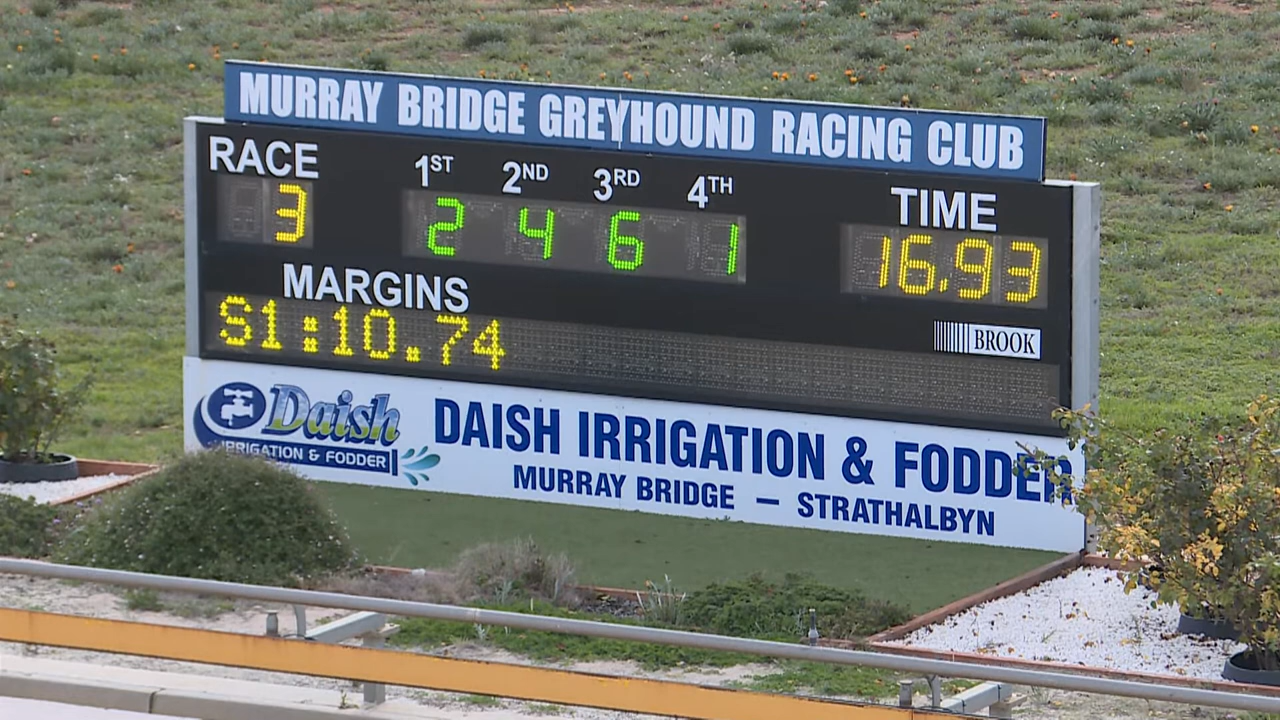 MURRAY BRIDGE GREYHOUND RACING CLUB
RACE 1ST 2ND 3RD 4TH TIME
3 2 4 6 1 16.93
MARGINS
S1:10.74
BROOK
Daish
IRRIGATION & FODDER
DAISH IRRIGATION & FODDER
MURRAY BRIDGE – STRATHALBYN